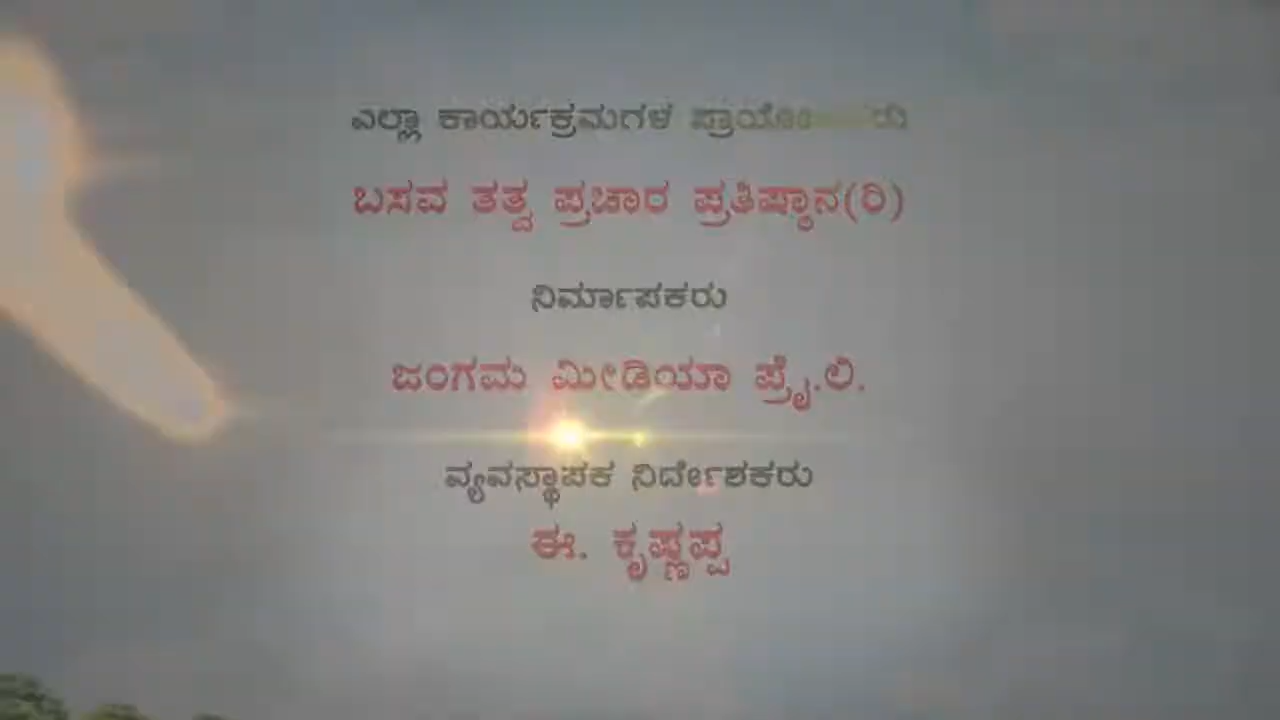 ಎಲ್ಲಾ ಕಾರ್ಯಕ್ರಮಗಳ
ಬಸವ ತತ್ವ ಪ್ರಚಾರ ಪ್ರತಿಷ್ಠಾನ(ರಿ)
ನಿರ್ಮಾಪಕರು
ಜಂಗಮ ಮೀಡಿಯಾ ಪ್ರೈ.ಲಿ.
ವ್ಯವಸ್ಥಾಪಕ ನಿರ್ದೇಶಕರು
ಈ. ಕೃಷ್ಣಪ್ಪ